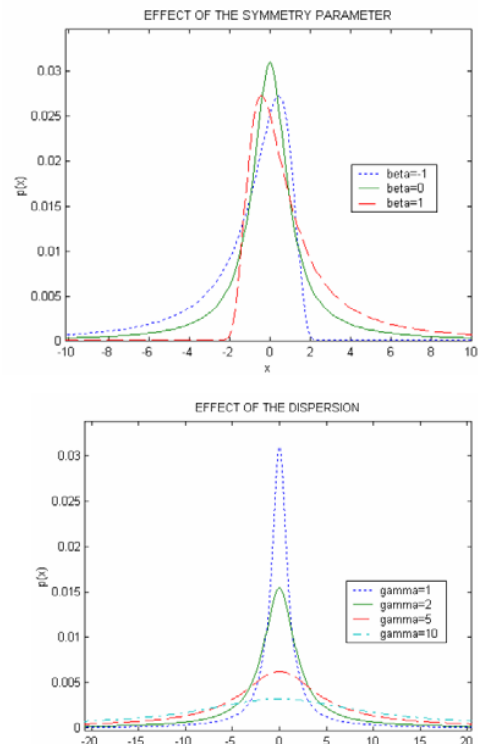 EFFECT OF THE SYMMETRY PARAMETER
0.03
0.025
0.02
0.015
0.01
0.005
0
p(x)
beta=-1
beta=0
beta=1
-10 -8 -6 -4 -2 0 2 4 6 8 10
x
EFFECT OF THE DISPERSION
0.03
0.025
0.02
0.015
0.01
0.005
0
p(x)
gamma=1
gamma=2
gamma=5
gamma=10
-20 -15 -10 -5 0 5 10 15 20